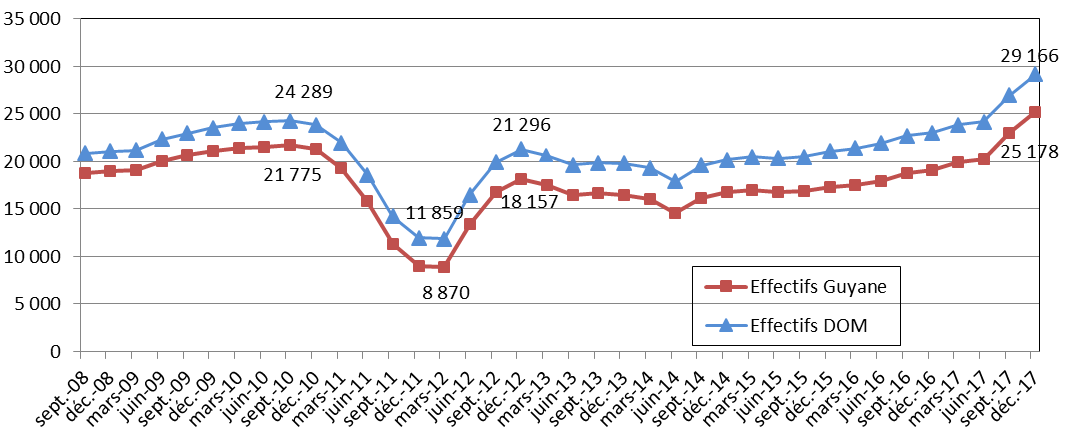 35 000
30 000
25 000
20 000
15 000
10 000
5 000
0
29 166
24 289
21 296
25 178
21 775
18 157
11 859
8 870
Effectifs Guyane
Effectifs DOM
sept.-08
déc.-08
mars-09
juin-09
sept.-09
déc.-09
mars-10
juin-10
sept.-10
déc.-10
mars-11
juin-11
sept.-11
déc.-11
mars-12
juin-12
sept.-12
déc.-12
mars-13
juin-13
sept.-13
déc.-13
mars-14
juin-14
sept.-14
déc.-14
mars-15
juin-15
sept.-15
déc.-15
mars-16
juin-16
sept.-16
déc.-16
mars-17
juin-17
sept.-17
déc.-17